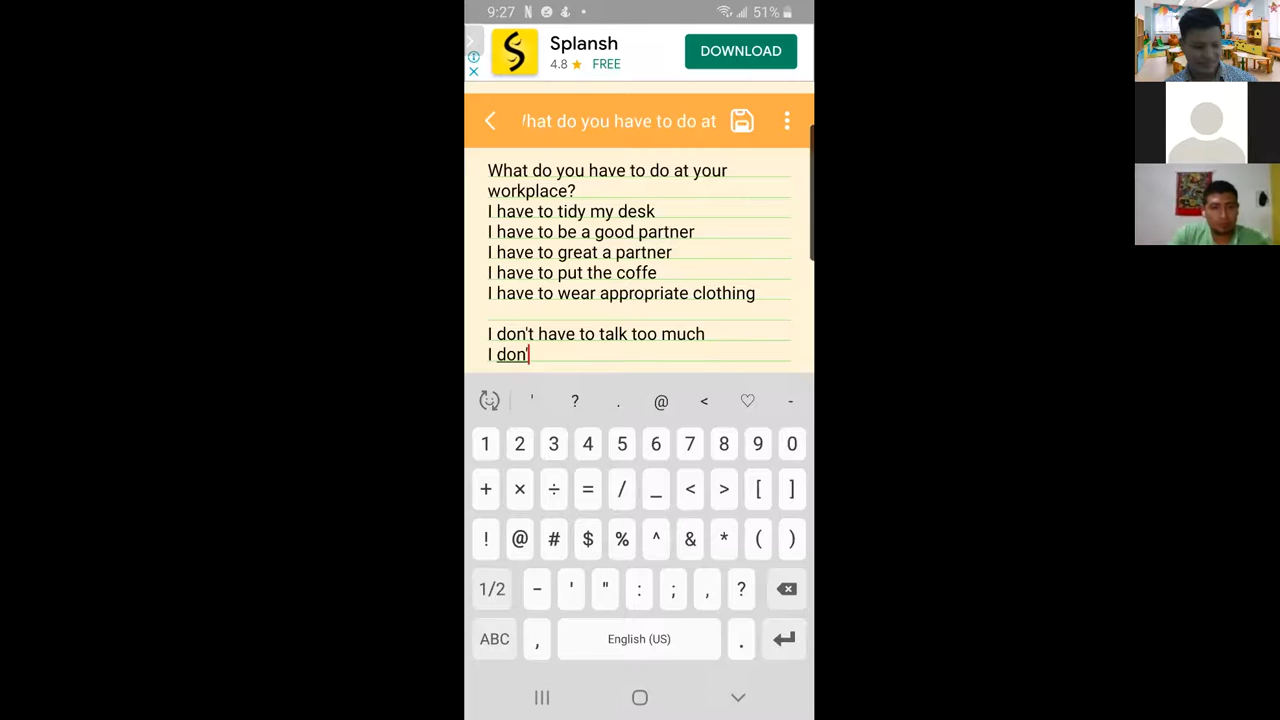 9:27 N 51%
Splansh
4.8 ★ FREE
DOWNLOAD
hat do you have to do at
What do you have to do at your
workplace?
I have to tidy my desk
I have to be a good partner
I have to great a partner
I have to put the coffe
I have to wear appropriate clothing
I don't have to talk too much
I don'
' ? . @ < ♡ -
1 2 3 4 5 6 7 8 9 0
+ × ÷ = / _ < > [ ]
! @ # $ % ^ & * ( )
1/2 - ' " : ; , ?
ABC , English (US) .